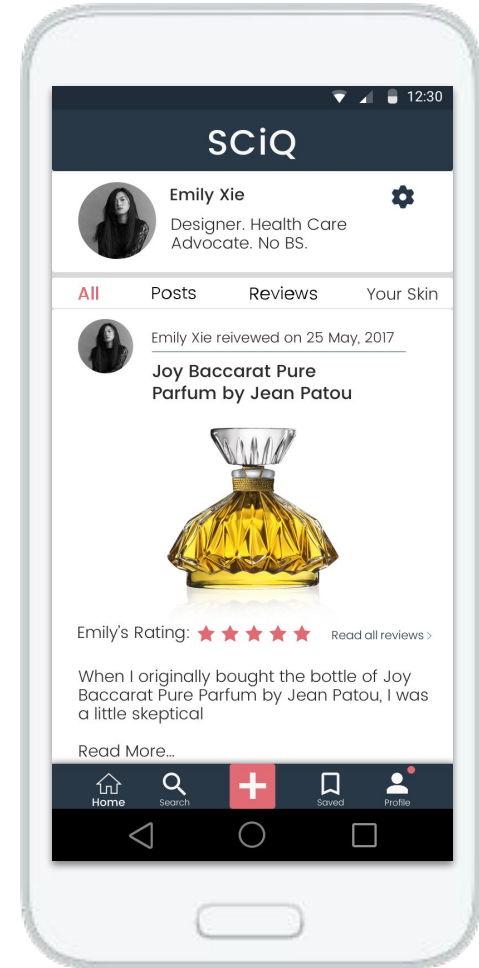 12:30
SCiQ
Emily Xie
Designer. Health Care
Advocate. No BS.
All Posts Reviews Your Skin
Emily Xie reivewed on 25 May, 2017
Joy Baccarat Pure
Parfum by Jean Patou
Emily's Rating: Read all reviews >
When I originally bought the bottle of Joy
Baccarat Pure Parfum by Jean Patou, I was
a little skeptical
Read More...
Home Search Saved Profile